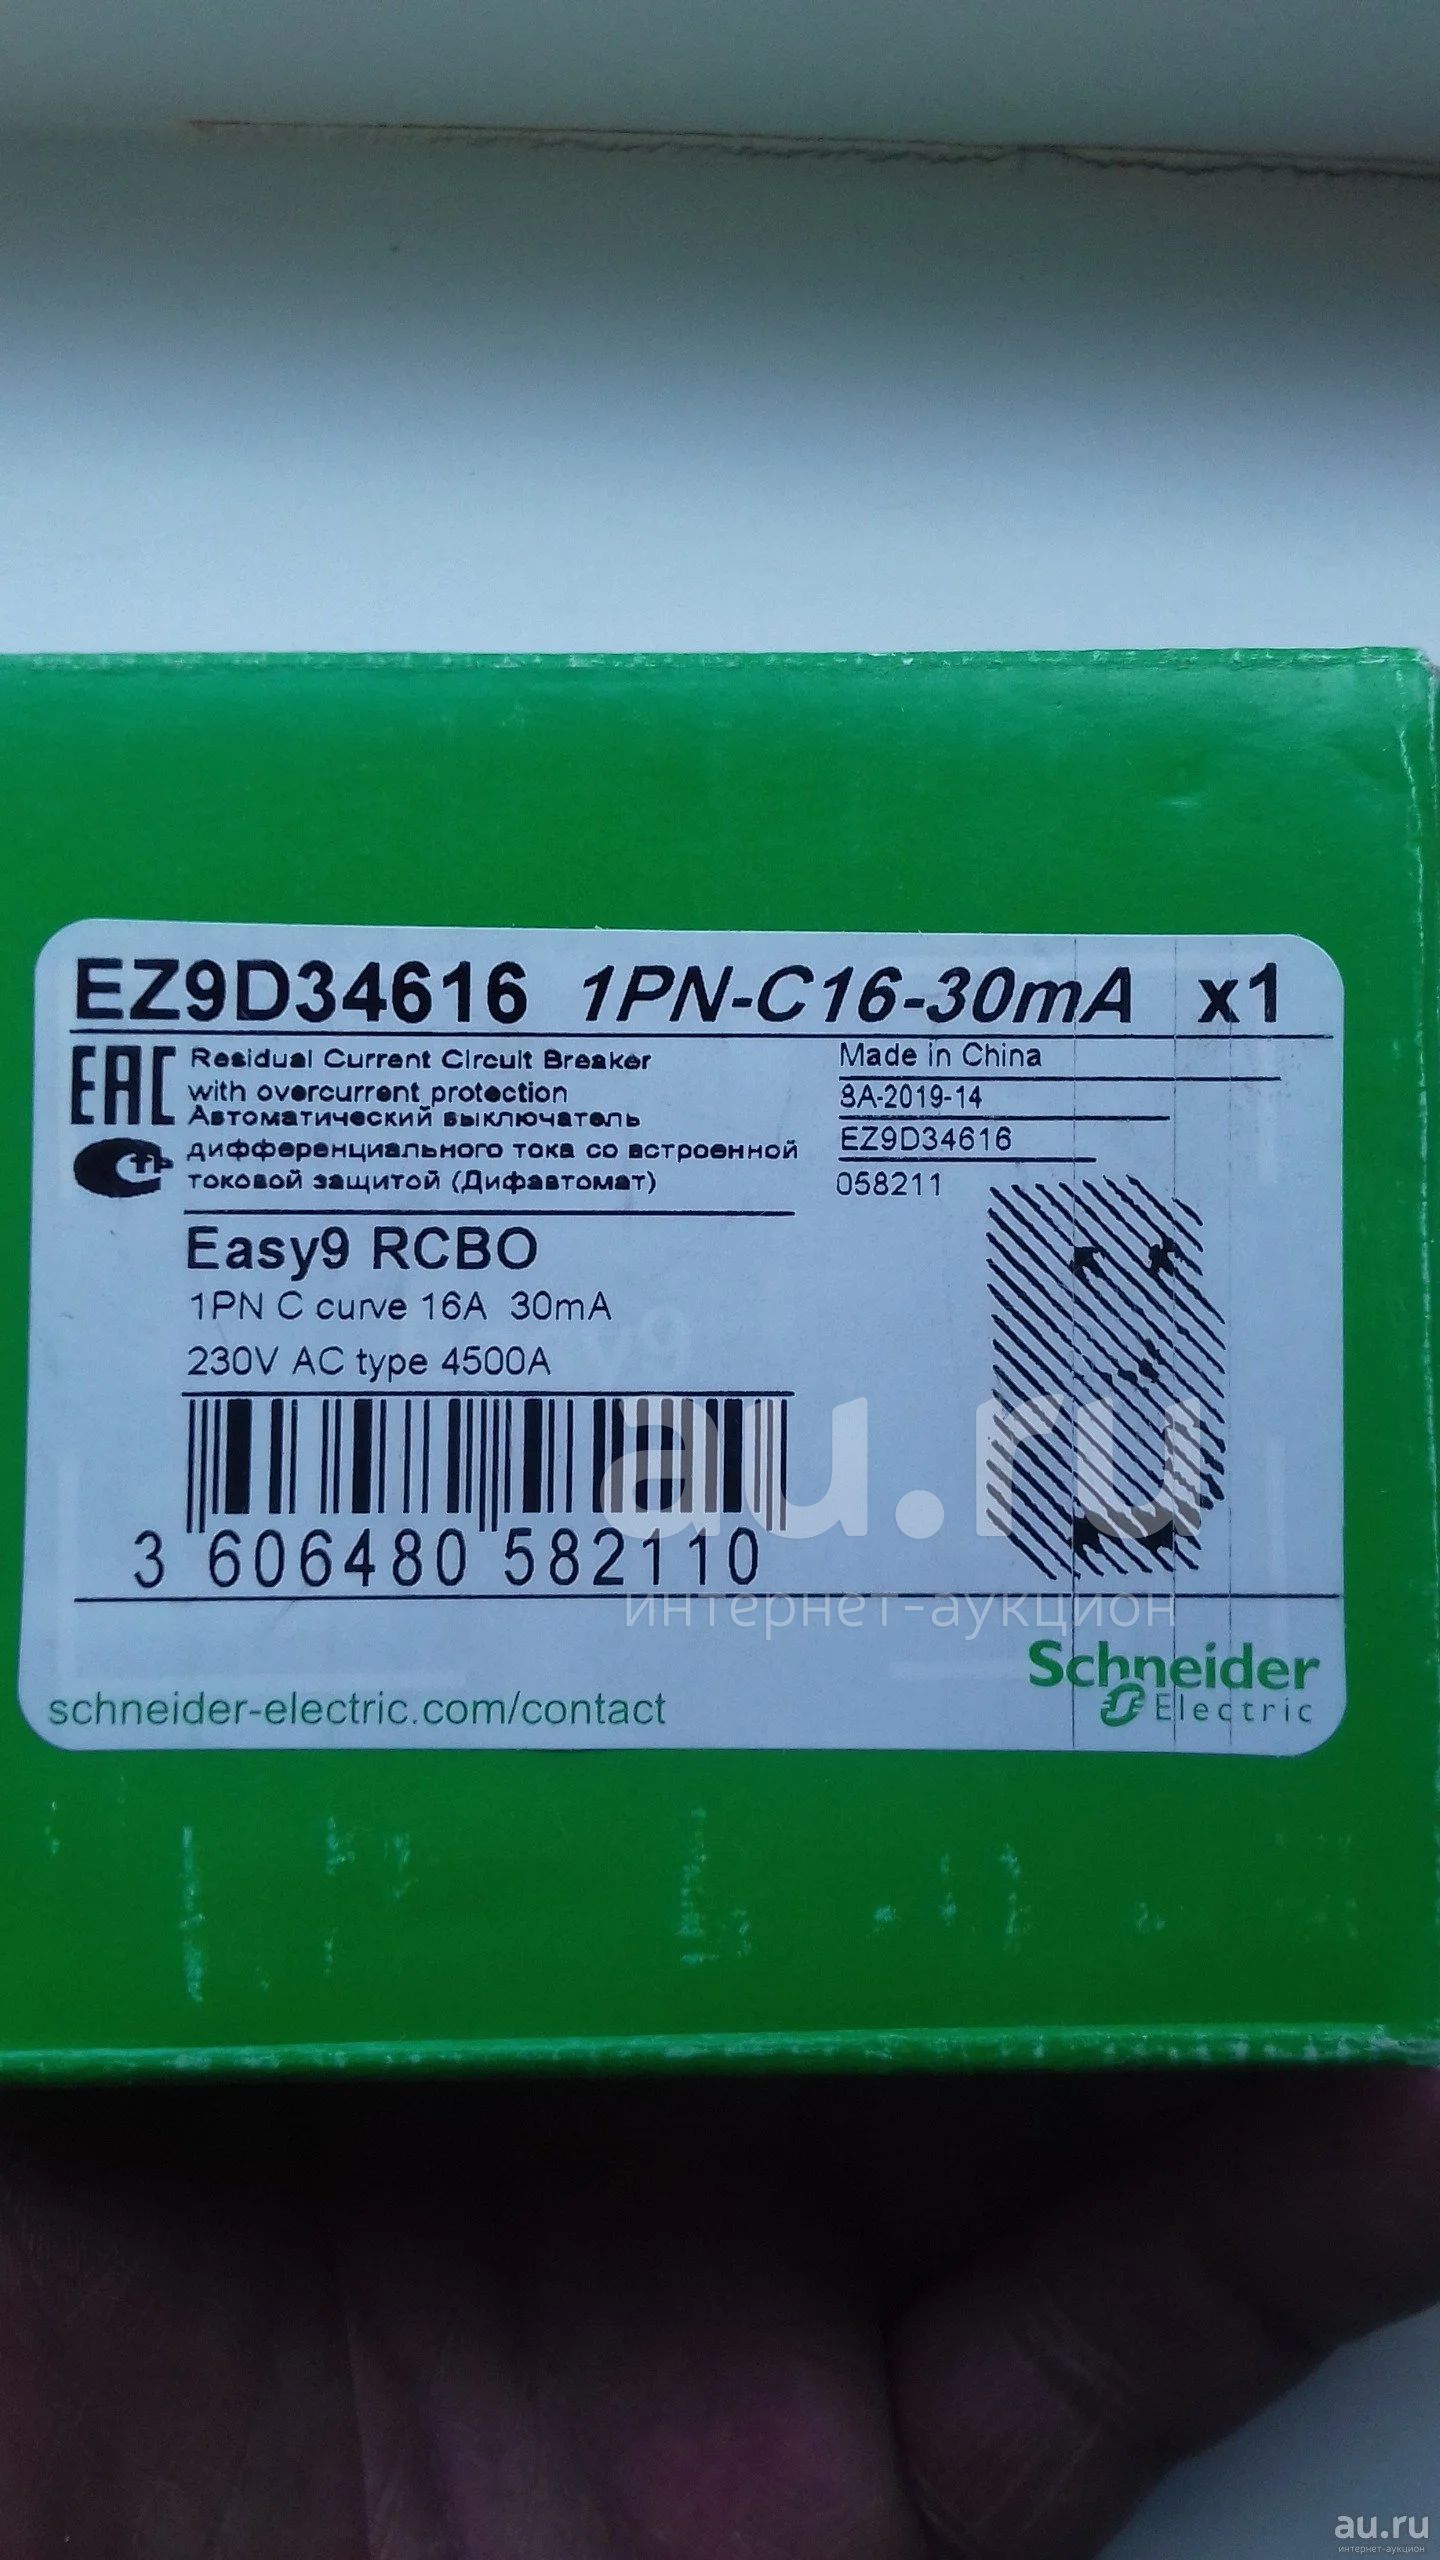 EZ9D34616 1PN-C16-30mA x1
EAC
Residual Current Circuit Breaker
with overcurrent protection
Автоматический выключатель
дифференциального тока со встроенной
токовой защитой (Дифавтомат)
Made in China
8A-2019-14
EZ9D34616
058211
Easy9 RCBO
1PN C curve 16A 30mA
230V AC type 4500A
3 606480 582110
au.ru
интернет-аукцион
schneider-electric.com/contact
Schneider
Electric
au.ru
интернет-аукцион